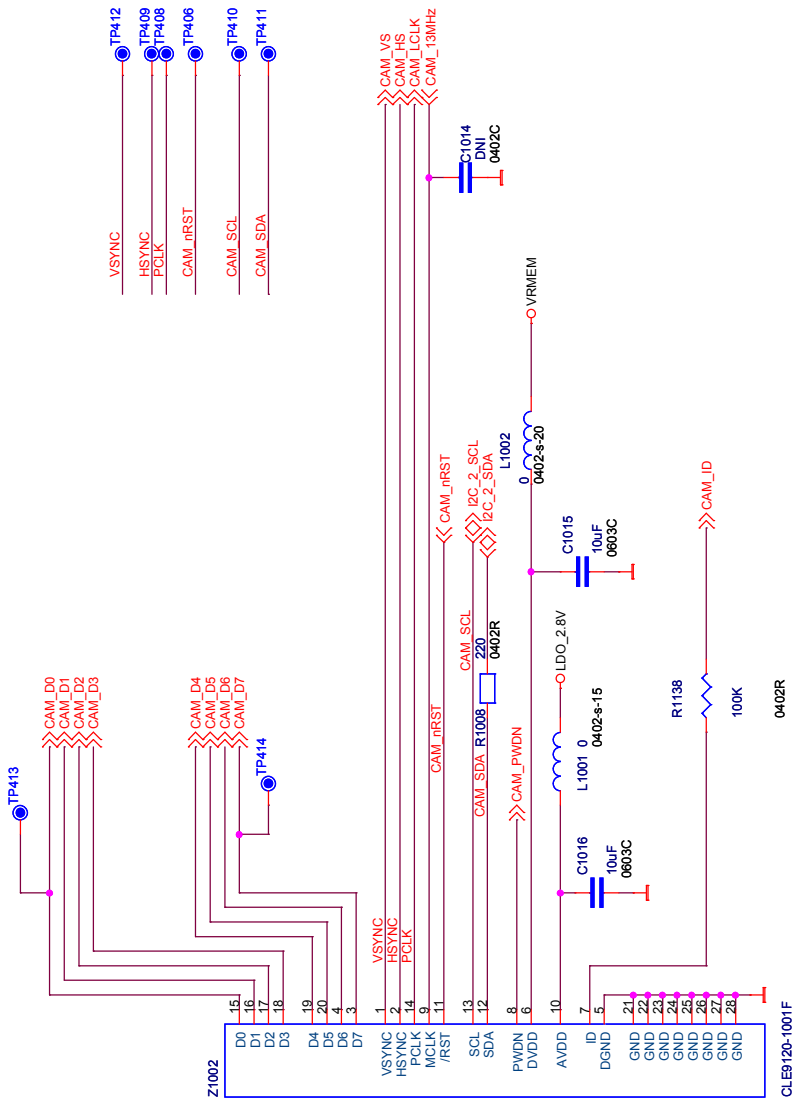 TP412
TP409
TP408
TP406
TP410
TP411
VSYNC
HSYNC
PCLK
CAM_nRST
CAM_SCL
CAM_SDA
CAM_VS
CAM_HS
CAM_LCLK
CAM_13MHz
C1014
DNI
0402C
VRMEM
L1002
0
0402-s-20
CAM_nRST
I2C_2_SCL
I2C_2_SDA
C1015
10uF
0603C
CAM_ID
CAM_SCL
220
0402R
R1008
CAM_SDA
CAM_nRST
LDO_2.8V
L1001 0
0402-s-15
CAM_PWDN
R1138
100K
0402R
C1016
10uF
0603C
TP413
CAM_D0
CAM_D1
CAM_D2
CAM_D3
CAM_D4
CAM_D5
CAM_D6
CAM_D7
TP414
VSYNC
HSYNC
PCLK
Z1002
15 D0
16 D1
17 D2
18 D3
19 D4
20 D5
4 D6
3 D7
1 VSYNC
2 HSYNC
14 PCLK
9 MCLK
11 /RST
13 SCL
12 SDA
8 PWDN
6 DVDD
10 AVDD
7 ID
5 DGND
21 GND
22 GND
23 GND
24 GND
25 GND
26 GND
27 GND
28 GND
CLE9120-1001F